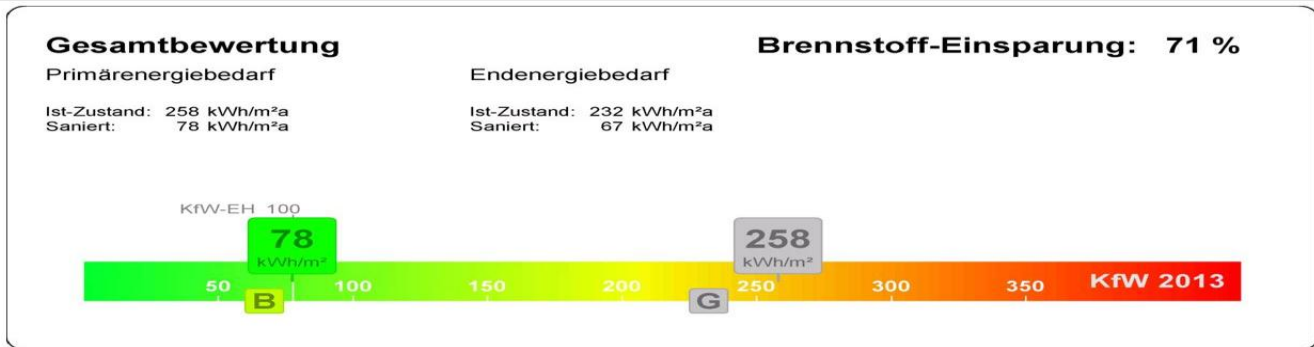 Gesamtbewertung
Brennstoff-Einsparung: 71 %
Primärenergiebedarf
Endenergiebedarf
Ist-Zustand: 258 kWh/m²a
Saniert: 78 kWh/m²a
Ist-Zustand: 232 kWh/m²a
Saniert: 67 kWh/m²a
KfW-EH 100
78
kWh/m²
258
kWh/m²
50 100 150 200 250 300 350 KfW 2013
B
G